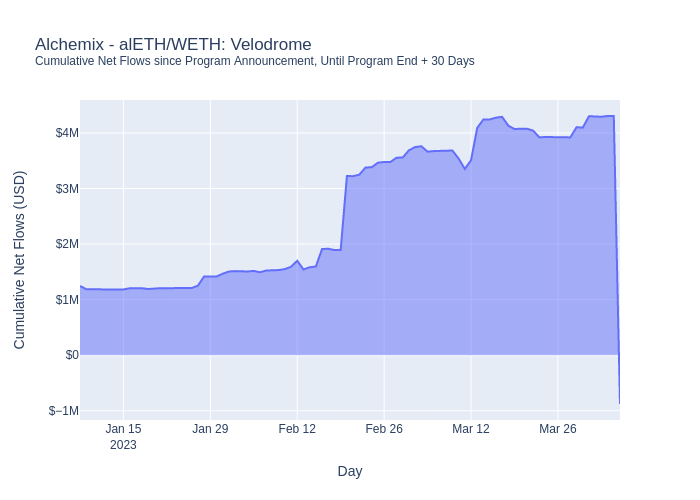 Alchemix - alETH/WETH: Velodrome
Cumulative Net Flows since Program Announcement, Until Program End + 30 Days
Cumulative Net Flows (USD)
$4M
$3M
$2M
$1M
$0
$−1M
Jan 15 Jan 29 Feb 12 Feb 26 Mar 12 Mar 26
2023
Day